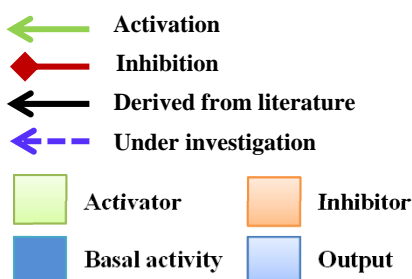 Activation
Inhibition
Derived from literature
Under investigation
Activator Inhibitor
Basal activity Output